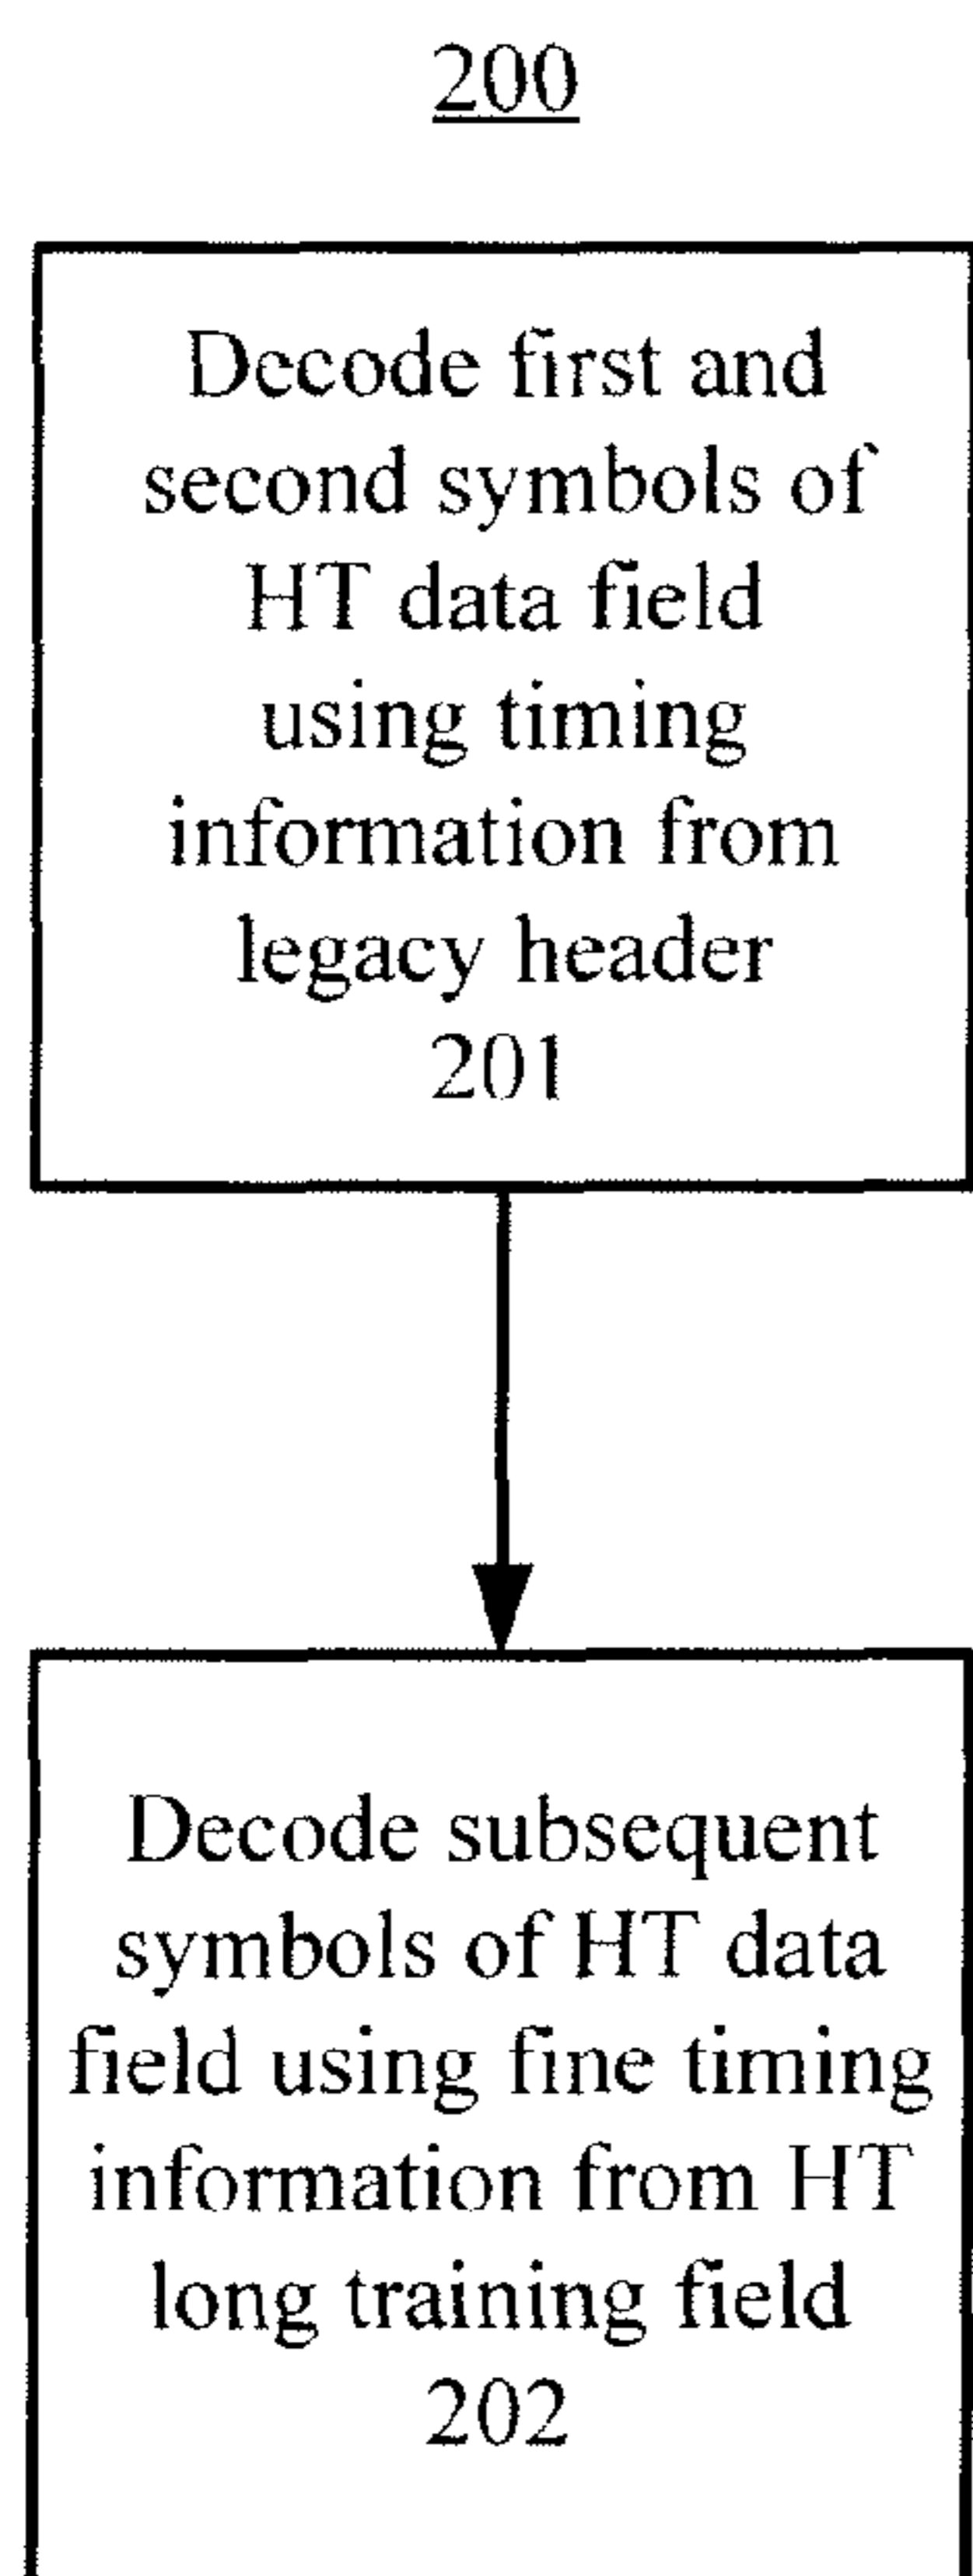 200
Decode first and
second symbols of
HT data field
using timing
information from
legacy header
201
Decode subsequent
symbols of HT data
field using fine timing
information from HT
long training field
202